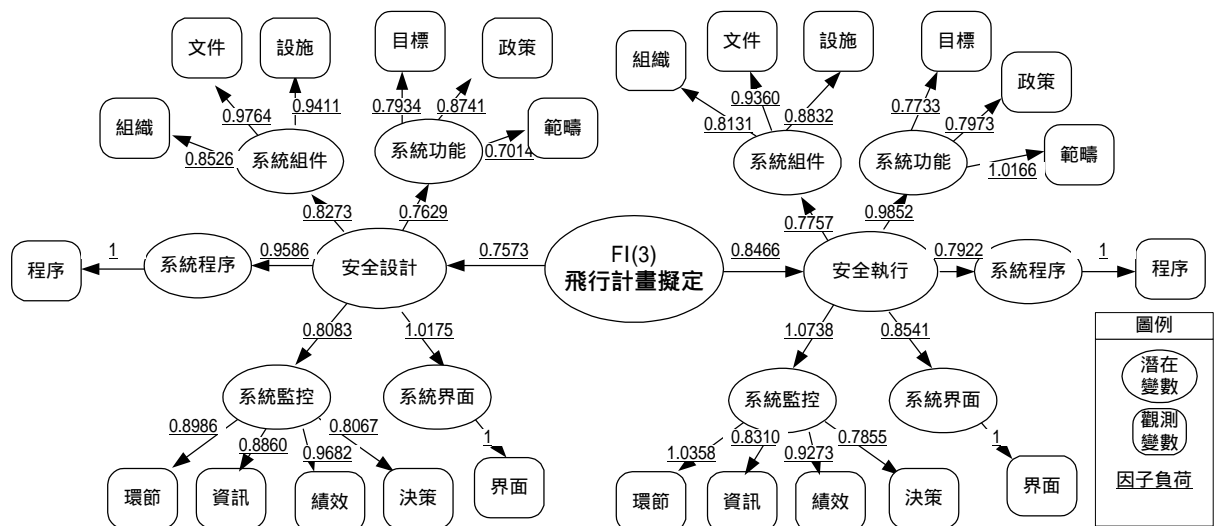 文件
設施
目標
政策
組織
0.9764
0.9411
0.7934
0.8741
0.8526
系統組件
系統功能
0.7014
範疇
0.8273
0.7629
程序
1
系統程序
0.9586
安全設計
0.7573
FI(3)
飛行計畫擬定
0.8083
1.0175
系統監控
系統界面
0.8986
0.8860
0.9682
0.8067
1
環節
資訊
績效
決策
界面
組織
文件
設施
目標
政策
0.8131
0.9360
0.8832
0.7733
0.7973
系統組件
系統功能
1.0166
範疇
0.7757
0.9852
0.8466
安全執行
0.7922
系統程序
1
程序
1.0738
0.8541
系統監控
系統界面
1.0358
0.8310
0.9273
0.7855
1
環節
資訊
績效
決策
界面
圖例
潛在
變數
觀測
變數
因子負荷